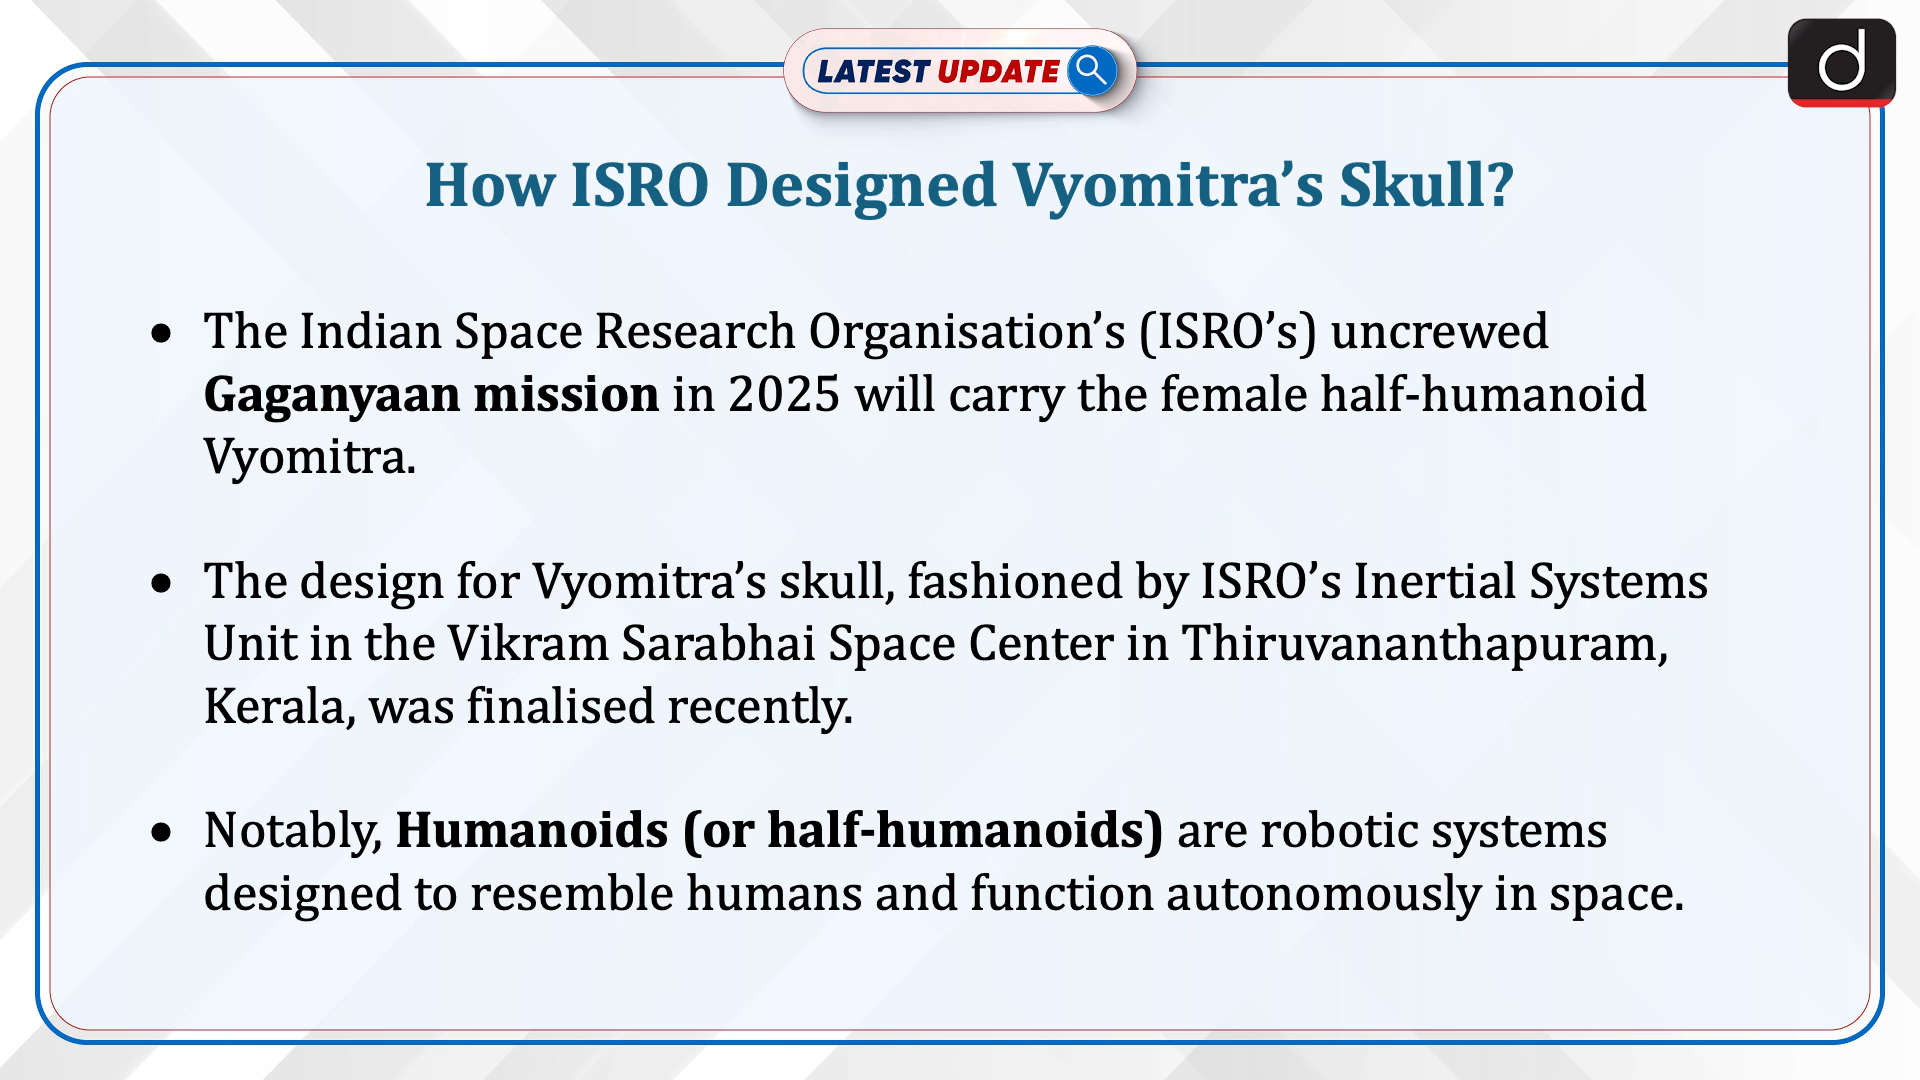 LATEST UPDATE
d
How ISRO Designed Vyomitra’s Skull?
● The Indian Space Research Organisation’s (ISRO’s) uncrewed
Gaganyaan mission in 2025 will carry the female half-humanoid
Vyomitra.
● The design for Vyomitra’s skull, fashioned by ISRO’s Inertial Systems
Unit in the Vikram Sarabhai Space Center in Thiruvananthapuram,
Kerala, was finalised recently.
● Notably, Humanoids (or half-humanoids) are robotic systems
designed to resemble humans and function autonomously in space.